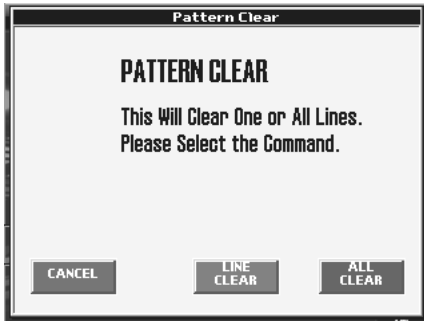 Pattern Clear
PATTERN CLEAR
This Will Clear One or All Lines.
Please Select the Command.
CANCEL
LINE
CLEAR
ALL
CLEAR